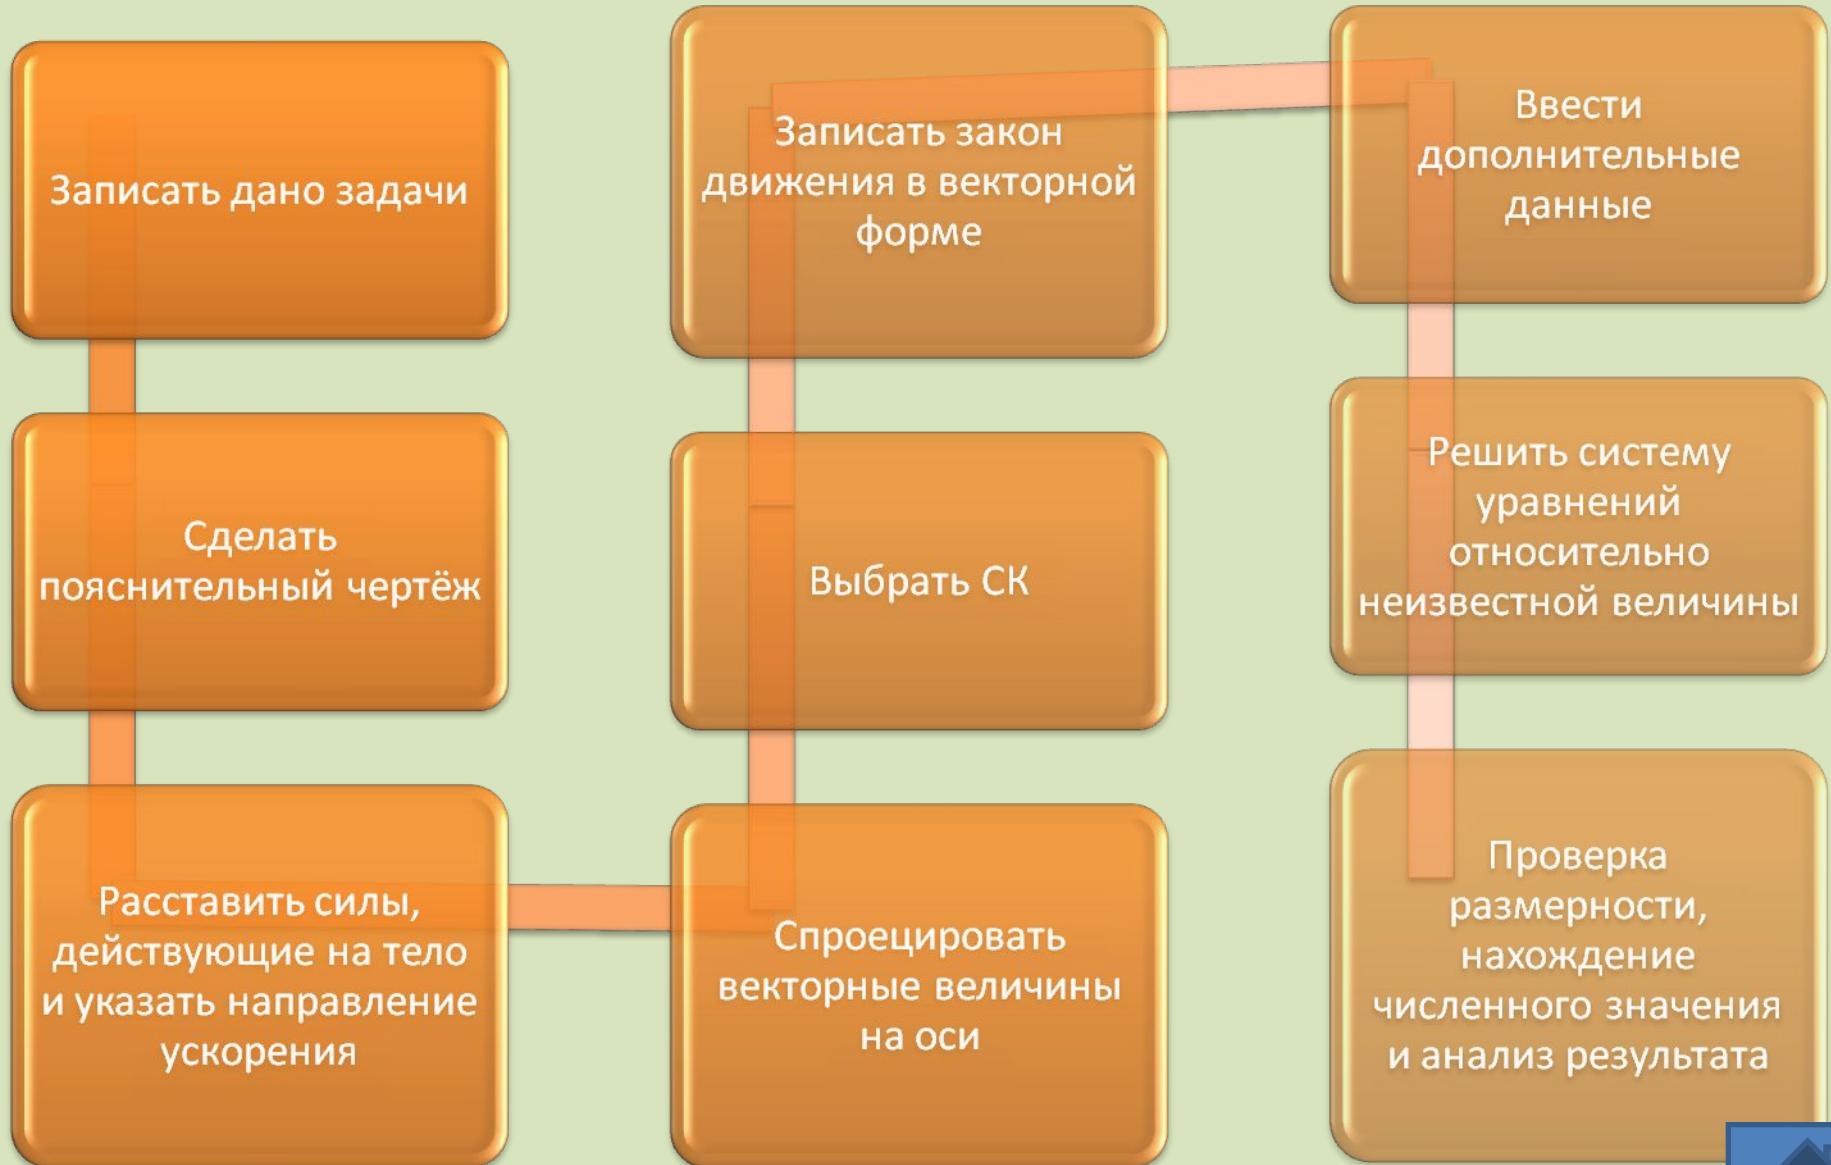 Записать дано задачи
Сделать
пояснительный чертёж
Расставить силы,
действующие на тело
и указать направление
ускорения
Спроецировать
векторные величины
на оси
Выбрать СК
Записать закон
движения в векторной
форме
Ввести
дополнительные
данные
Решить систему
уравнений
относительно
неизвестной величины
Проверка
размерности,
нахождение
численного значения
и анализ результата